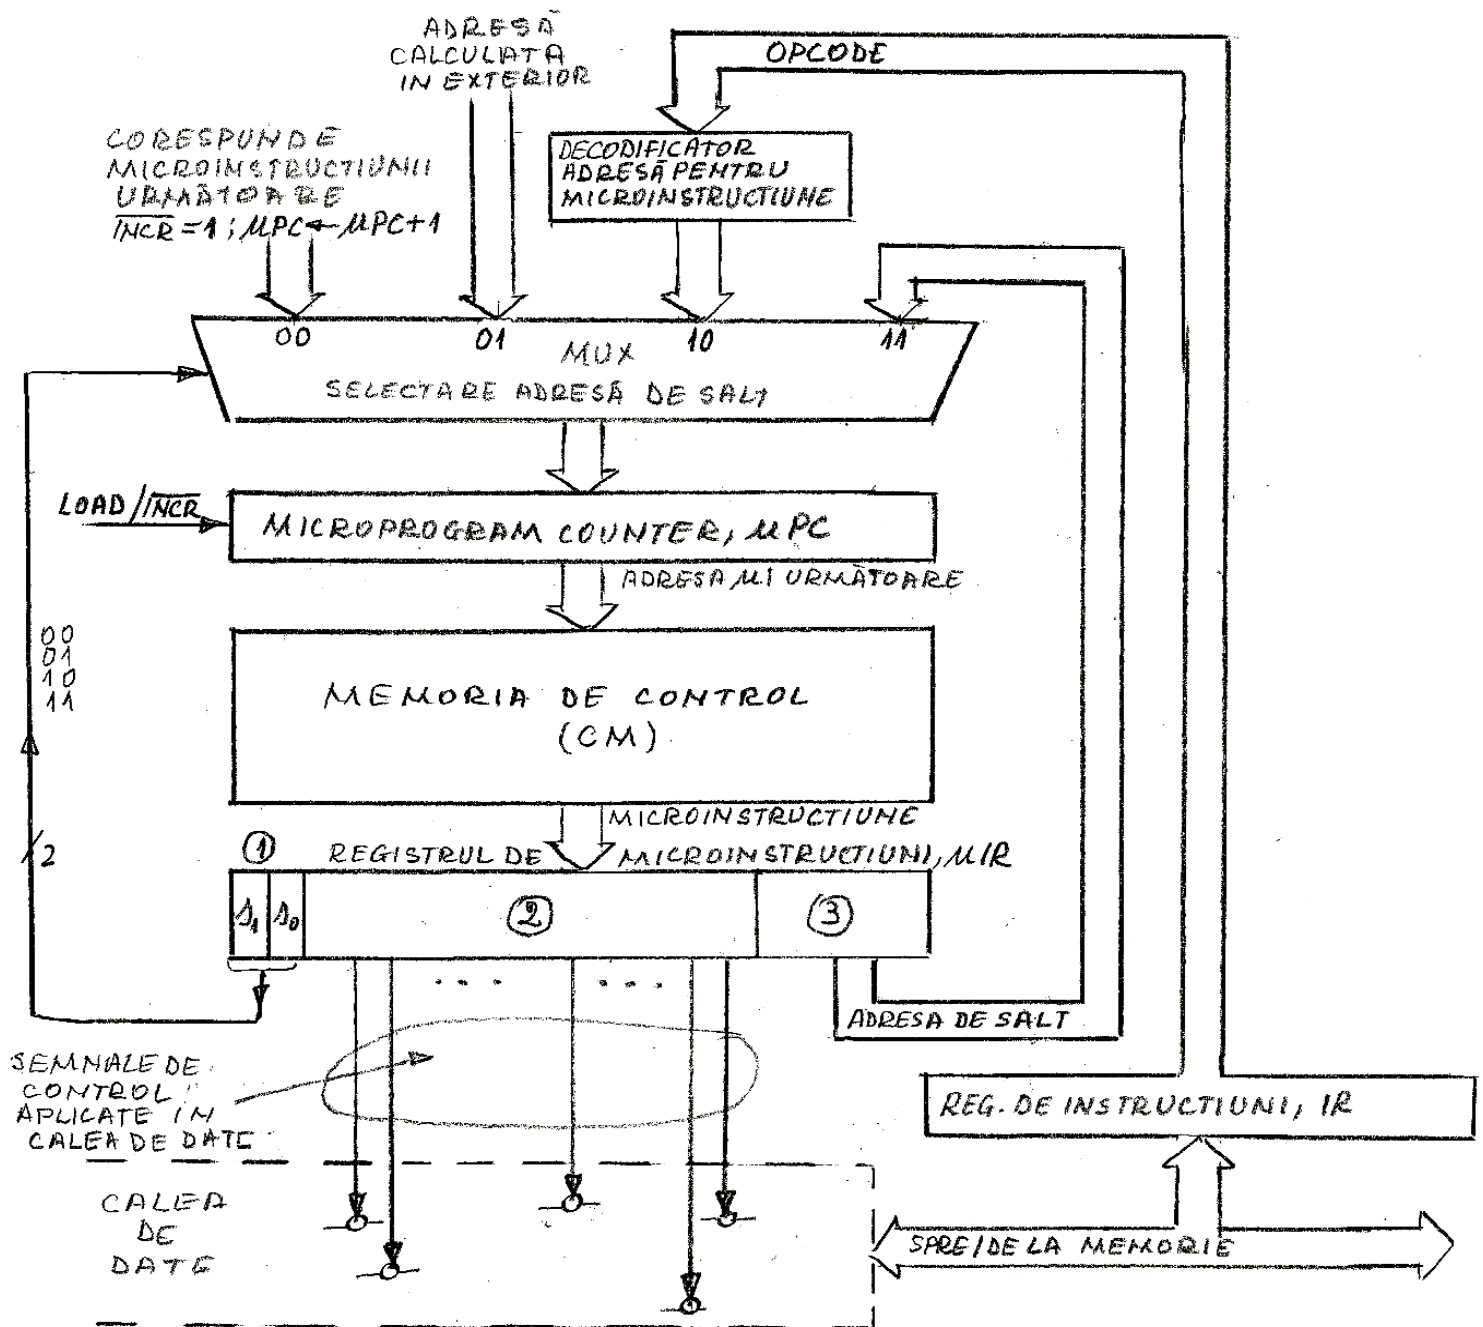 ADRESĂ
CALCULATA
IN EXTERIOR
OPCODE
CORESPUNDE
MICROINSTRUCTIUNII
URMĂTOARE
INCR = 1 ; μPC ← μPC+1
DECODIFICATOR
ADRESĂ PENTRU
MICROINSTRUCTIUNE
00 01 10 11
MUX
SELECTARE ADRESĂ DE SALT
LOAD/INCR
MICROPROGRAM COUNTER, μPC
ADRESA μI URMĂTOARE
00
01
10
11
MEMORIA DE CONTROL
(CM)
MICROINSTRUCTIUNE
2
1
REGISTRUL DE MICROINSTRUCTIUNI, μIR
s1 s0 2 3
ADRESA DE SALT
SEMNALE DE
CONTROL
APLICATE IN
CALEA DE DATE
REG. DE INSTRUCTIUNI, IR
CALEA
DE
DATE
SPRE/DE LA MEMORIE